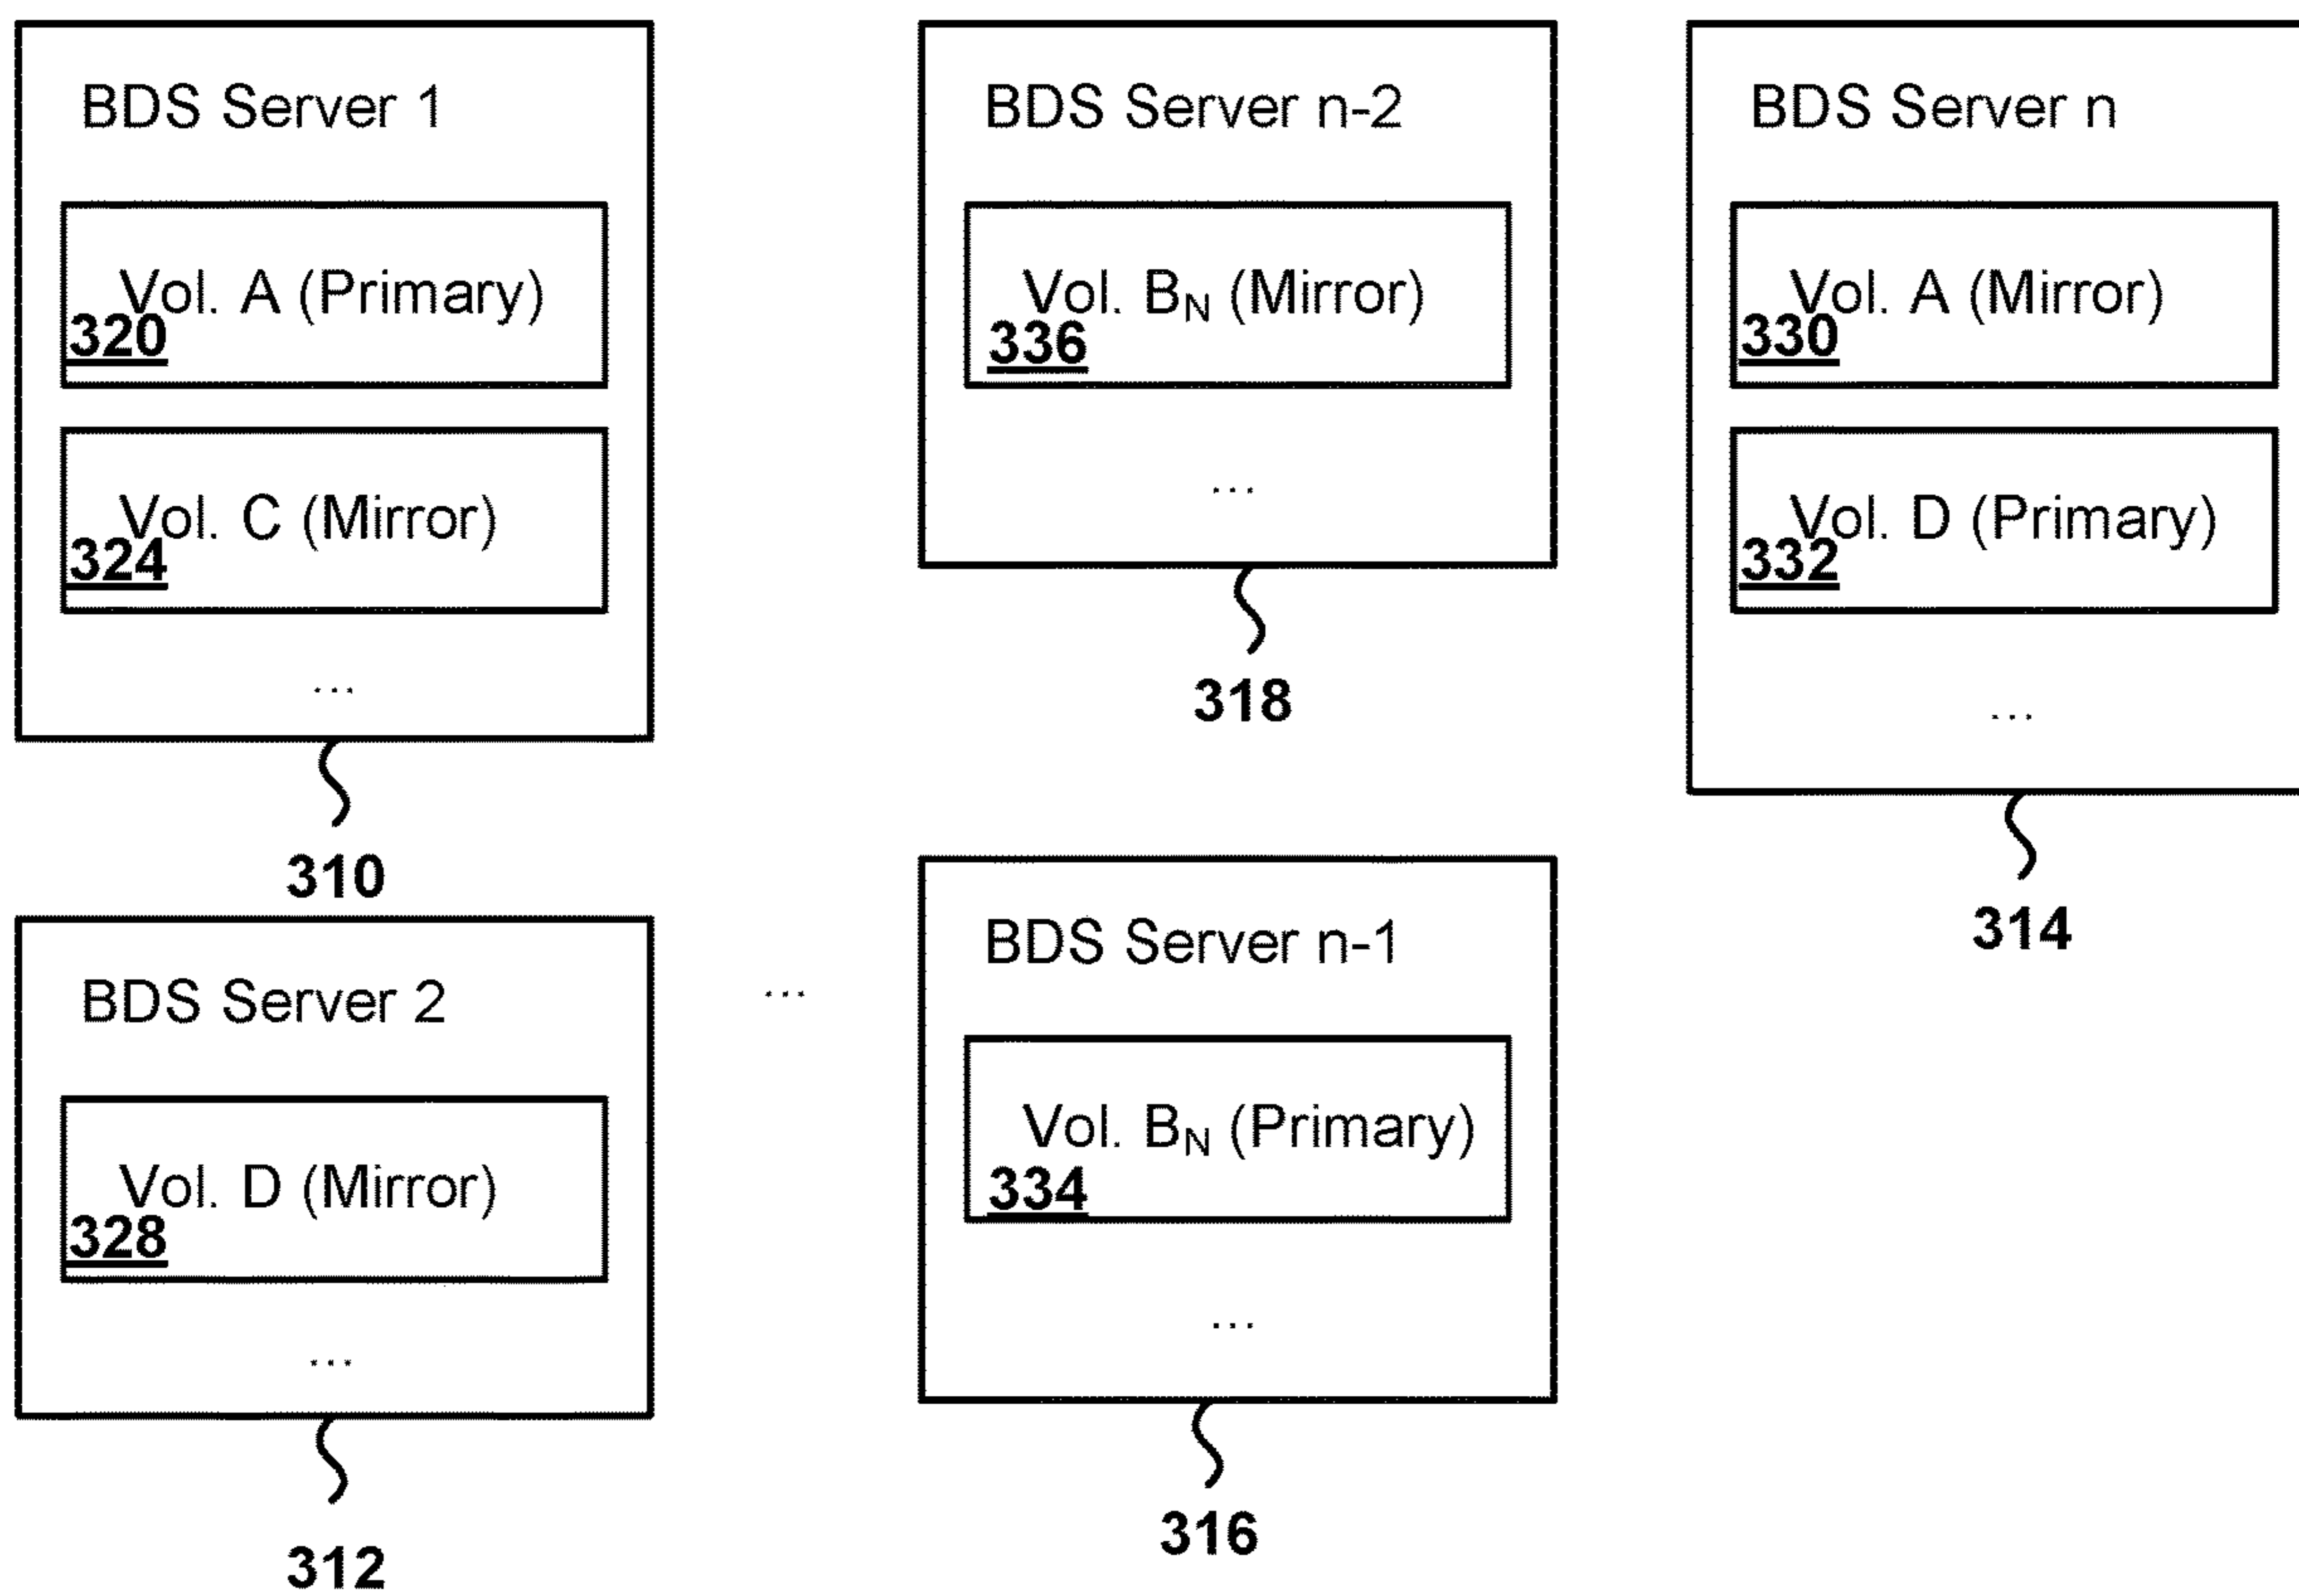 BDS Server 1
Vol. A (Primary)
320
Vol. C (Mirror)
324
...
310
BDS Server 2
Vol. D (Mirror)
328
...
312
...
BDS Server n-2
Vol. B_N (Mirror)
336
...
318
BDS Server n-1
Vol. B_N (Primary)
334
...
316
BDS Server n
Vol. A (Mirror)
330
Vol. D (Primary)
332
...
314